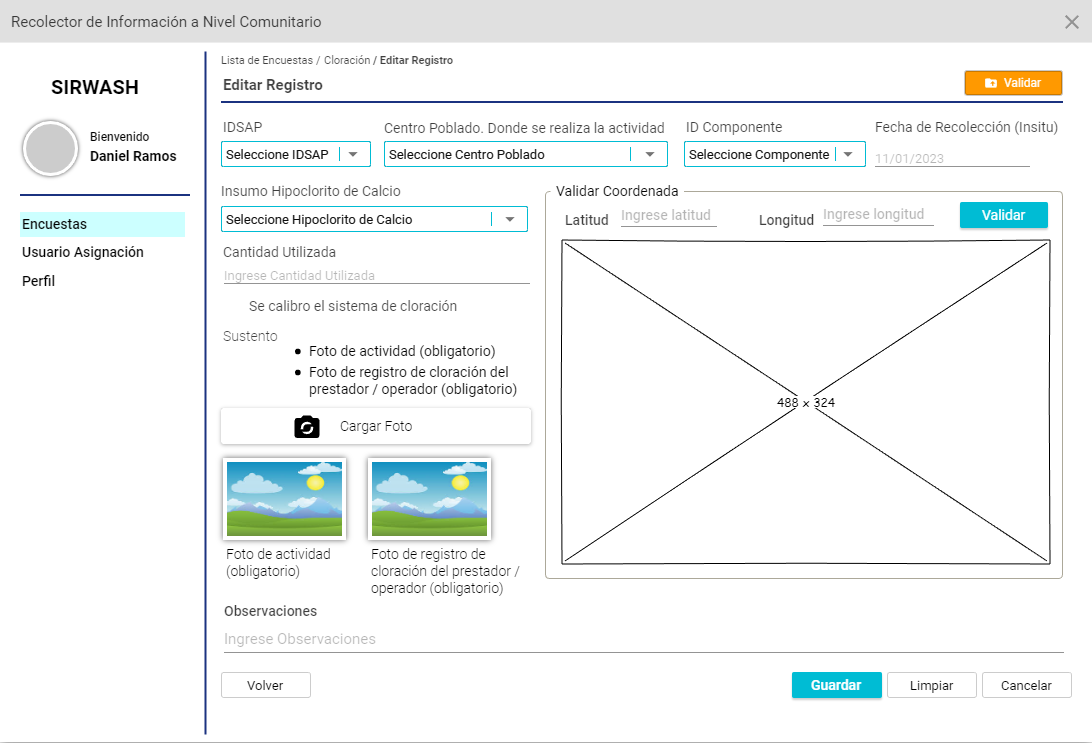 Recolector de Información a Nivel Comunitario
SIRWASH
Bienvenido
Daniel Ramos
Encuestas
Usuario Asignación
Perfil
Lista de Encuestas / Cloración / Editar Registro
Editar Registro
Validar
IDSAP
Seleccione IDSAP
Centro Poblado. Donde se realiza la actividad
Seleccione Centro Poblado
ID Componente
Seleccione Componente
Fecha de Recolección (Insitu)
11/01/2023
Insumo Hipoclorito de Calcio
Seleccione Hipoclorito de Calcio
Cantidad Utilizada
Ingrese Cantidad Utilizada
Se calibro el sistema de cloración
Sustento
Foto de actividad (obligatorio)
Foto de registro de cloración del
prestador / operador (obligatorio)
Cargar Foto
Foto de actividad
(obligatorio)
Foto de registro de
cloración del prestador /
operador (obligatorio)
Validar Coordenada
Latitud
Ingrese latitud
Longitud
Ingrese longitud
Validar
488 x 324
Observaciones
Ingrese Observaciones
Volver
Guardar
Limpiar
Cancelar